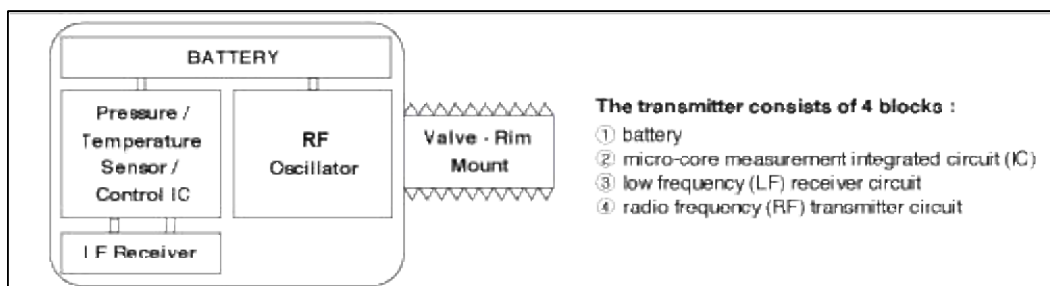 BATTERY
Pressure /
Temperature
Sensor /
Control IC
RF
Oscillator
Valve - Rim
Mount
LF Receiver
The transmitter consists of 4 blocks :
① battery
② micro-core measurement integrated circuit (IC)
③ low frequency (LF) receiver circuit
④ radio frequency (RF) transmitter circuit